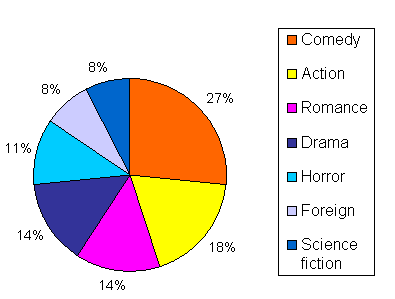 8%
8%
27%
11%
14%
14%
18%
Comedy
Action
Romance
Drama
Horror
Foreign
Science
fiction